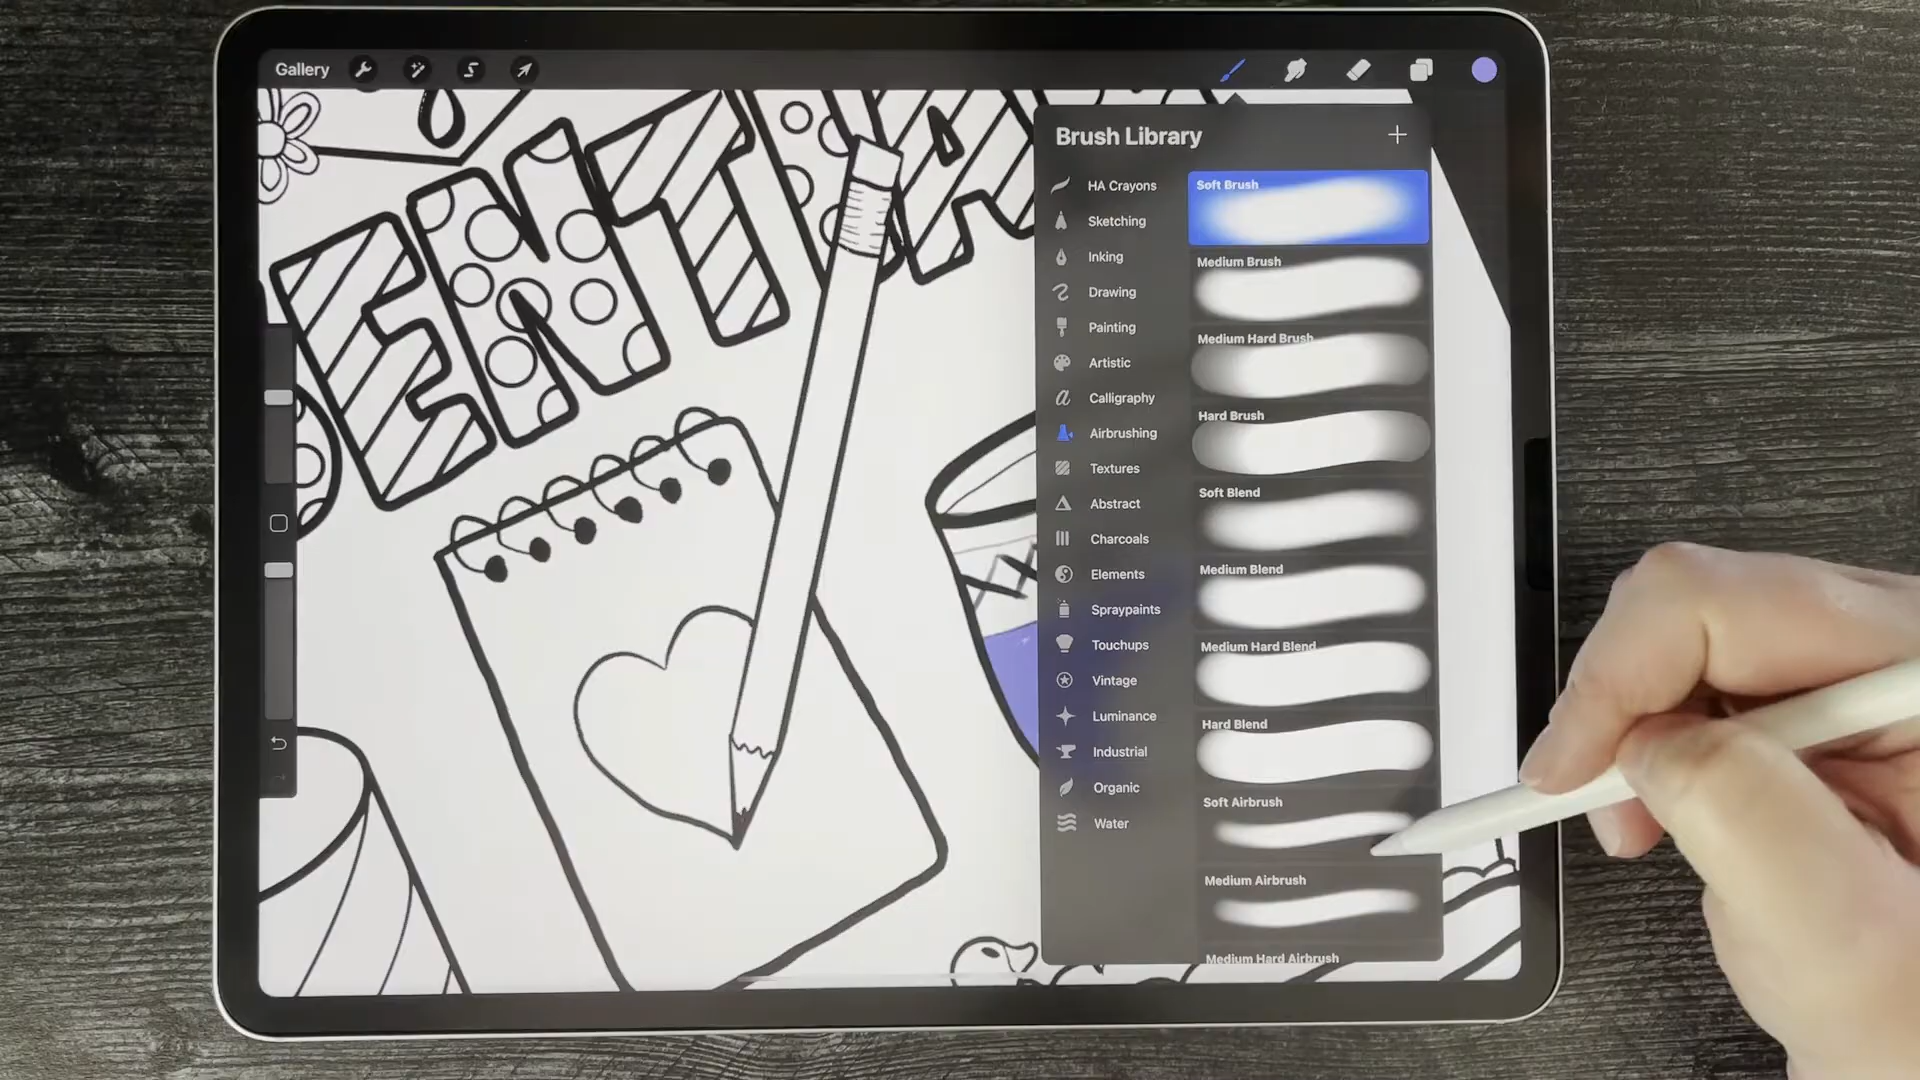 Gallery
ENTA
Brush Library
HA Crayons
Sketching
Inking
Drawing
Painting
Artistic
Calligraphy
Airbrushing
Textures
Abstract
Charcoals
Elements
Spraypaints
Touchups
Vintage
Luminance
Industrial
Organic
Water
Soft Brush
Medium Brush
Medium Hard Brush
Hard Brush
Soft Blend
Medium Blend
Medium Hard Blend
Hard Blend
Soft Airbrush
Medium Airbrush
Medium Hard Airbrush